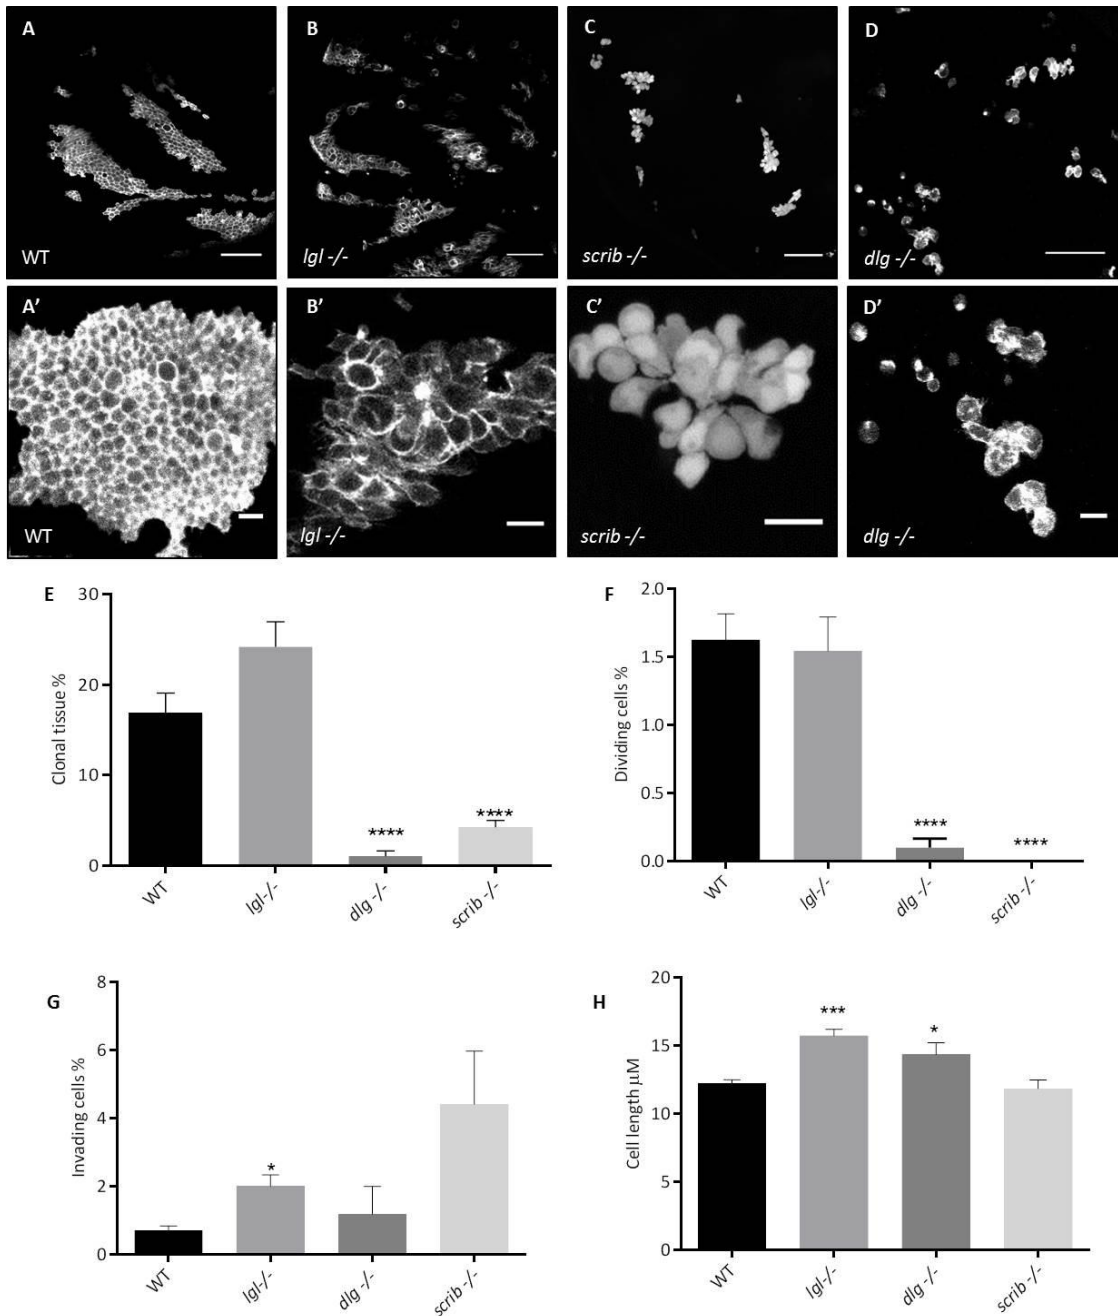 A
B
C
D
WT
lgl -/-
scrib -/-
dlg -/-
A'
B'
C'
D'
WT
lgl -/-
scrib -/-
dlg -/-
E
Clonal tissue %
30
20
10
0
****
****
WT
lgl-/-
dlg -/-
scrib -/-
F
Dividing cells %
2.0
1.5
1.0
0.5
0.0
****
****
WT
lgl-/-
dlg -/-
scrib -/-
G
Invading cells %
8
6
4
2
0
*
WT
lgl-/-
dlg -/-
scrib -/-
H
Cell length μM
20
15
10
15
0
***
*
WT
lgl-/-
dlg -/-
scrib -/-